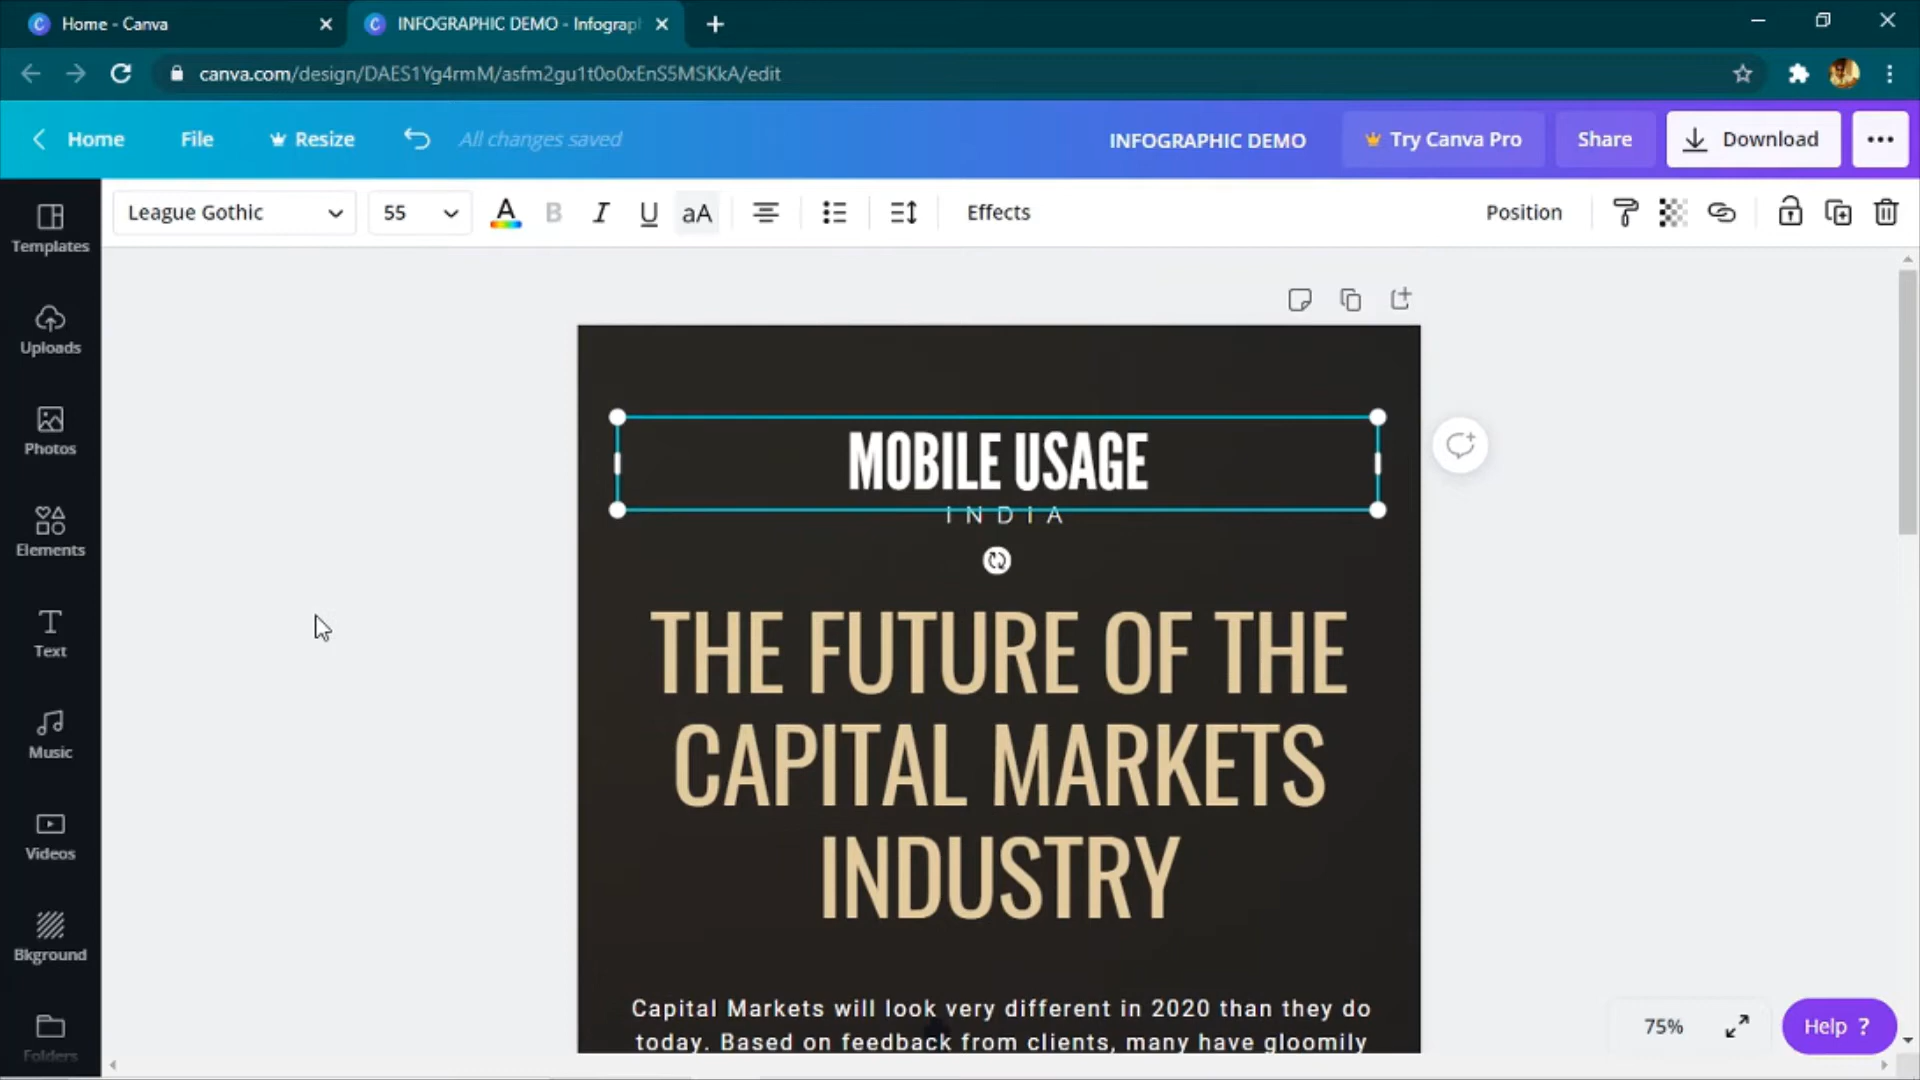 Home - Canva
INFOGRAPHIC DEMO - Infograp
canva.com/design/DAES1Yg4rmM/asfm2gu1t0o0xEnS5MSKkA/edit
Home File Resize All changes saved INFOGRAPHIC DEMO Try Canva Pro Share Download
League Gothic 55 A B I U aA Effects Position
Templates
Uploads
Photos
Elements
Text
Music
Videos
Bkground
Folders
MOBILE USAGE
INDIA
THE FUTURE OF THE
CAPITAL MARKETS
INDUSTRY
Capital Markets will look very different in 2020 than they do
today. Based on feedback from clients, many have gloomily
75%
Help ?